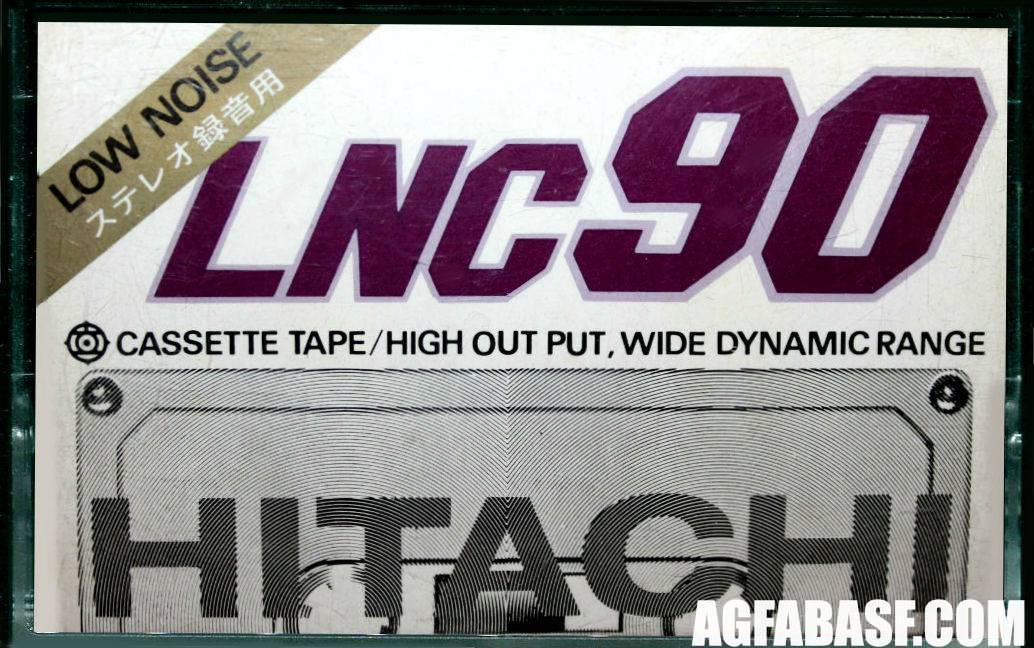 LOW NOISE
ステレオ録音用
LNC90
CASSETTE TAPE/HIGH OUT PUT, WIDE DYNAMIC RANGE
HITACHI
AGFABASF.COM